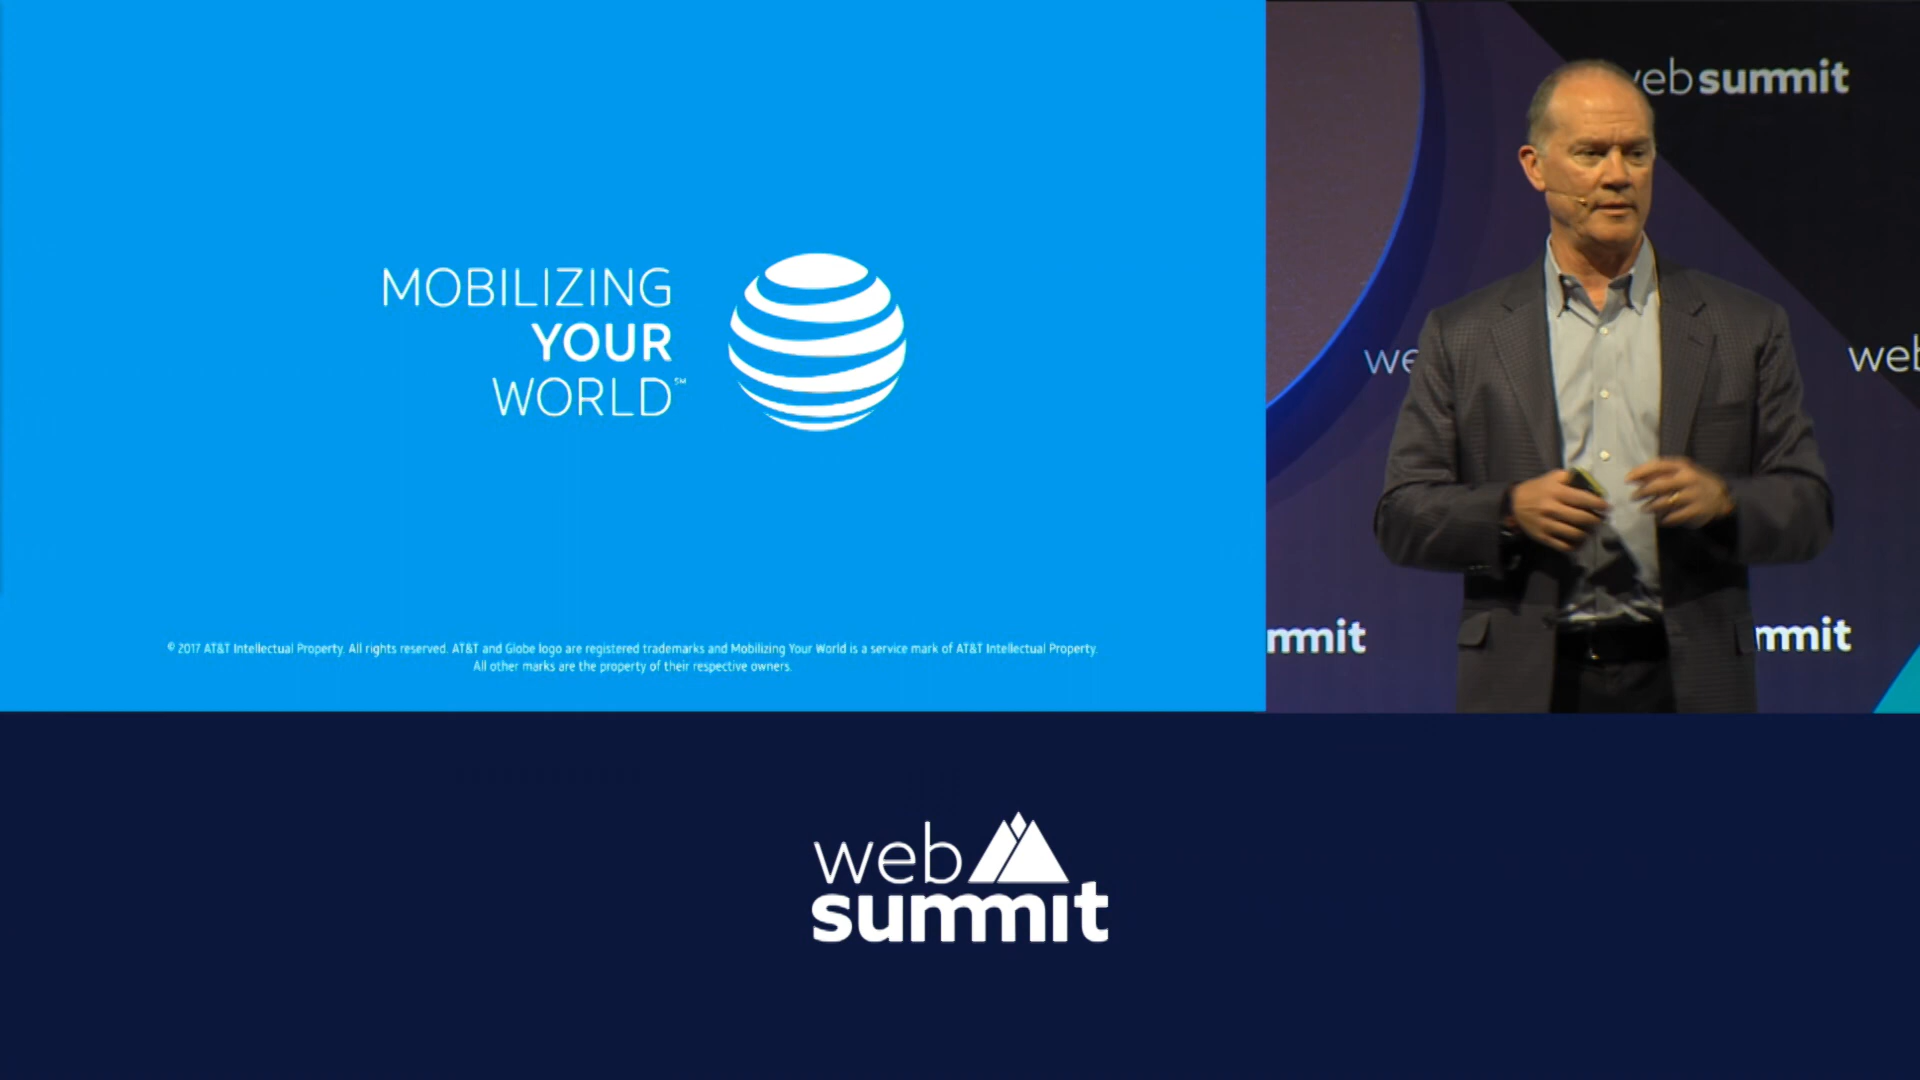 MOBILIZING
YOUR
WORLD℠
© 2017 AT&T Intellectual Property. All rights reserved. AT&T and Globe logo are registered trademarks and Mobilizing Your World is a service mark of AT&T Intellectual Property.
All other marks are the property of their respective owners.
eb summit
we
web
mmit
mmit
web
summit